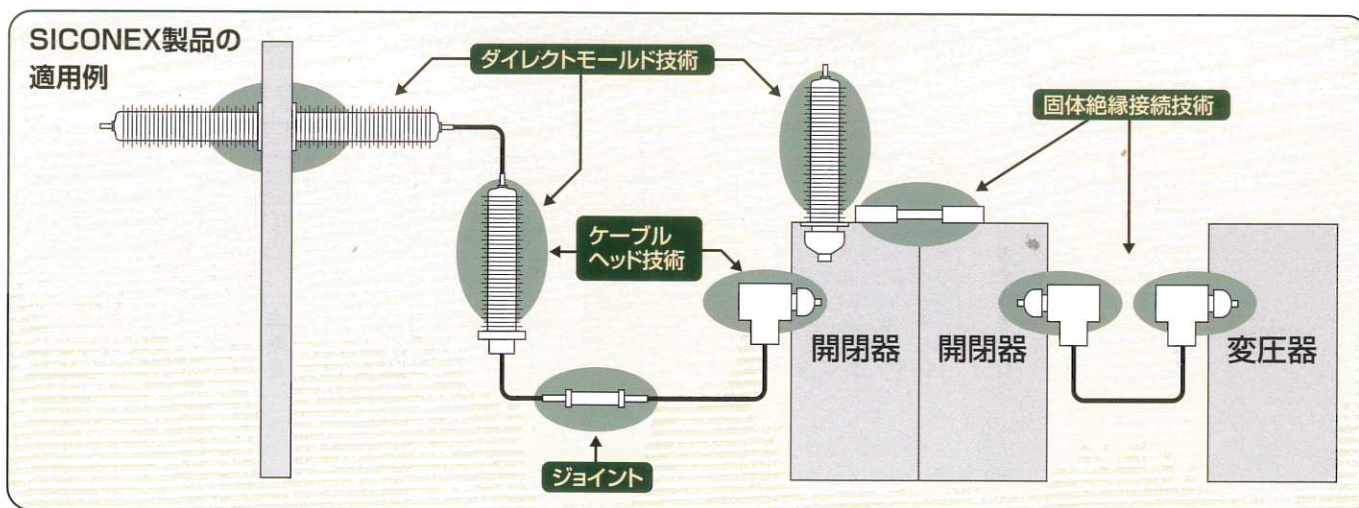 SICONEX製品の
適用例
ダイレクトモールド技術
固体絶縁接続技術
ケーブル
ヘッド技術
開閉器
開閉器
変圧器
ジョイント